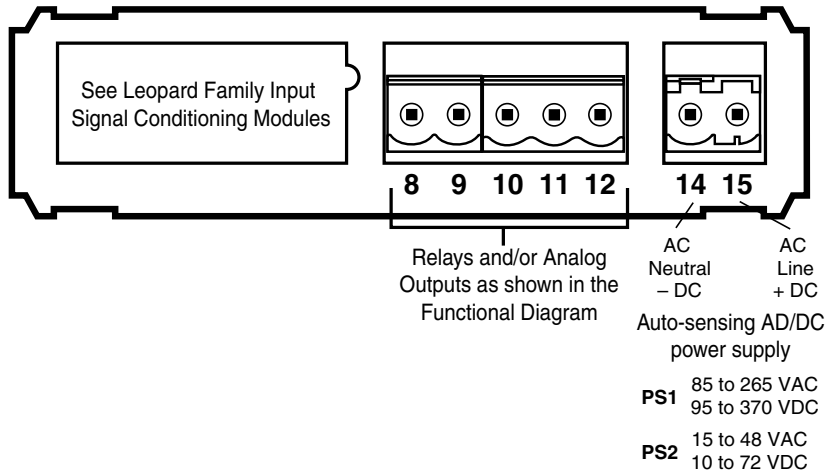 See Leopard Family Input
Signal Conditioning Modules
8 9 10 11 12
14 15
Relays and/or Analog
Outputs as shown in the
Functional Diagram
AC
Neutral
– DC
AC
Line
+ DC
Auto-sensing AD/DC
power supply
PS1
85 to 265 VAC
95 to 370 VDC
PS2
15 to 48 VAC
10 to 72 VDC